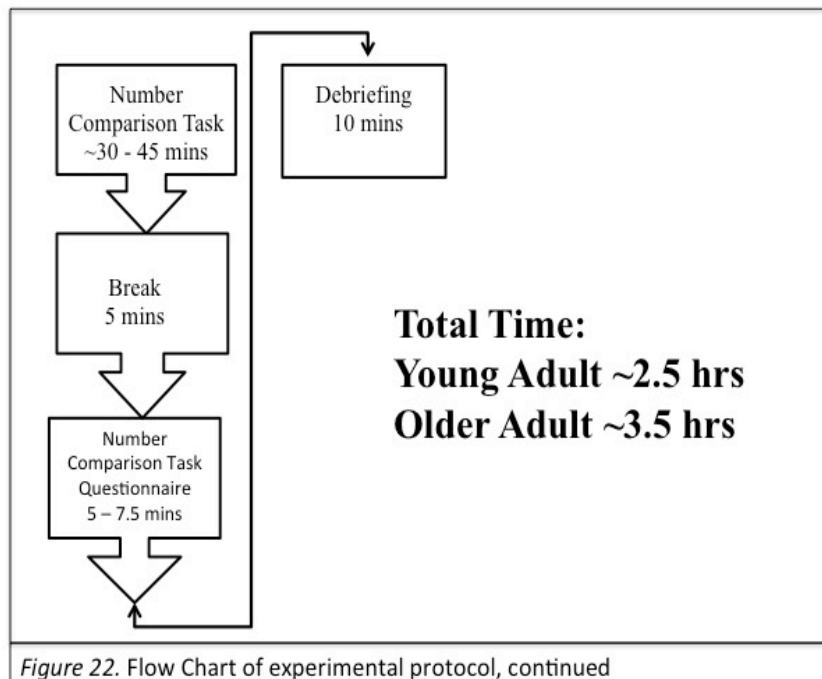 Number
Comparison Task
~30 - 45 mins
Break
5 mins
Number
Comparison Task
Questionnaire
5 – 7.5 mins
Debriefing
10 mins
Total Time:
Young Adult ~2.5 hrs
Older Adult ~3.5 hrs
Figure 22. Flow Chart of experimental protocol, continued